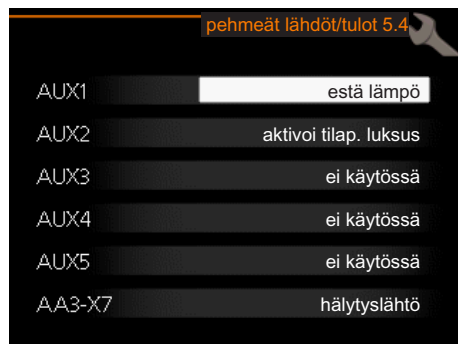 pehmeät lähdöt/tulot 5.4
AUX1 estä lämpö
AUX2 aktivoi tilap. luksus
AUX3 ei käytössä
AUX4 ei käytössä
AUX5 ei käytössä
AA3-X7 hälytyslähtö